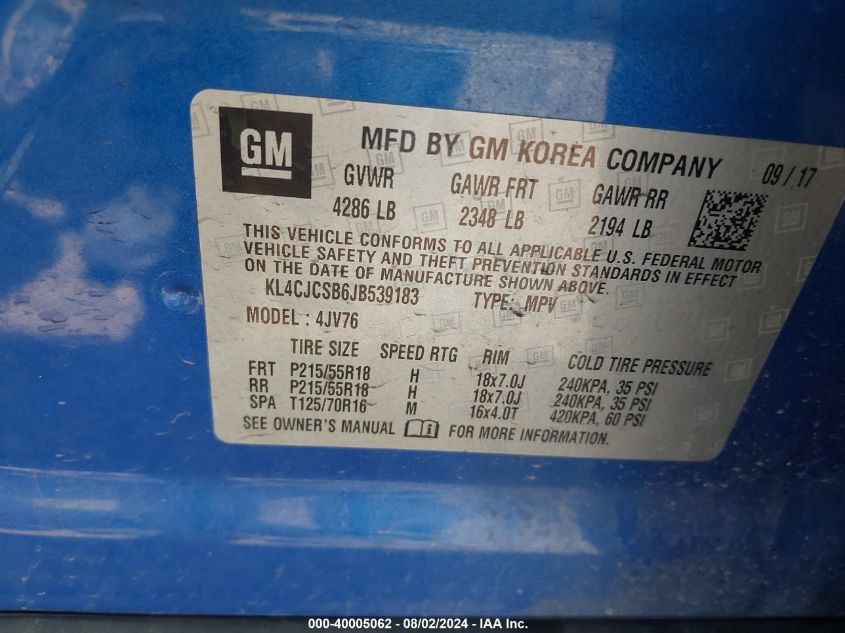 GM MFD BY GM KOREA COMPANY 09/17
GVWR GAWR FRT GAWR RR
4286 LB 2348 LB 2194 LB
THIS VEHICLE CONFORMS TO ALL APPLICABLE U.S. FEDERAL MOTOR
VEHICLE SAFETY AND THEFT PREVENTION STANDARDS IN EFFECT
ON THE DATE OF MANUFACTURE SHOWN ABOVE.
KL4CJCSB6JB539183 TYPE: MPV
MODEL : 4JV76
TIRE SIZE SPEED RTG RIM COLD TIRE PRESSURE
FRT P215/55R18 H 18x7.0J 240KPA, 35 PSI
RR P215/55R18 H 18x7.0J 240KPA, 35 PSI
SPA T125/70R16 M 16x4.0T 420KPA, 60 PSI
SEE OWNER'S MANUAL FOR MORE INFORMATION.
000-40005062 - 08/02/2024 - IAA Inc.